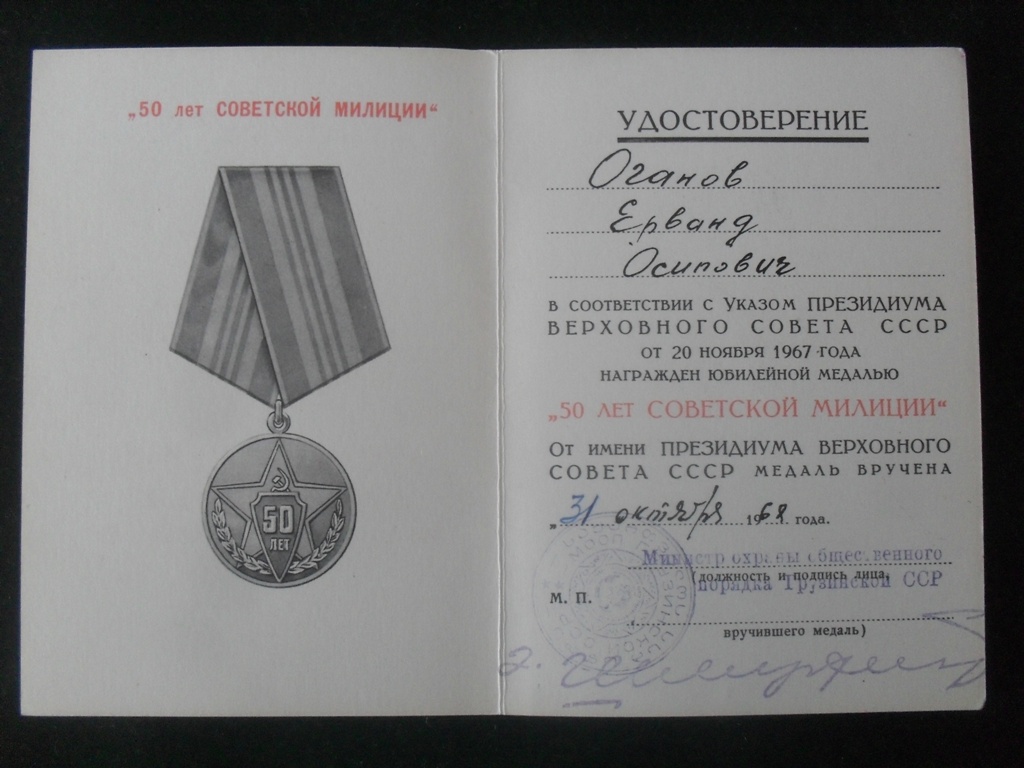 „50 лет СОВЕТСКОЙ МИЛИЦИИ“
50
ЛЕТ
УДОСТОВЕРЕНИЕ
Оганов
Ерванд
Осипович
В СООТВЕТСТВИИ С УКАЗОМ ПРЕЗИДИУМА
ВЕРХОВНОГО СОВЕТА СССР
ОТ 20 НОЯБРЯ 1967 ГОДА
НАГРАЖДЕН ЮБИЛЕЙНОЙ МЕДАЛЬЮ
„50 ЛЕТ СОВЕТСКОЙ МИЛИЦИИ“
ОТ ИМЕНИ ПРЕЗИДИУМА ВЕРХОВНОГО
СОВЕТА СССР МЕДАЛЬ ВРУЧЕНА
„31 октября 1968 года.
Министр охраны общественного
(должность и подпись лица,
порядка Грузинской ССР
М. П.
вручившего медаль)